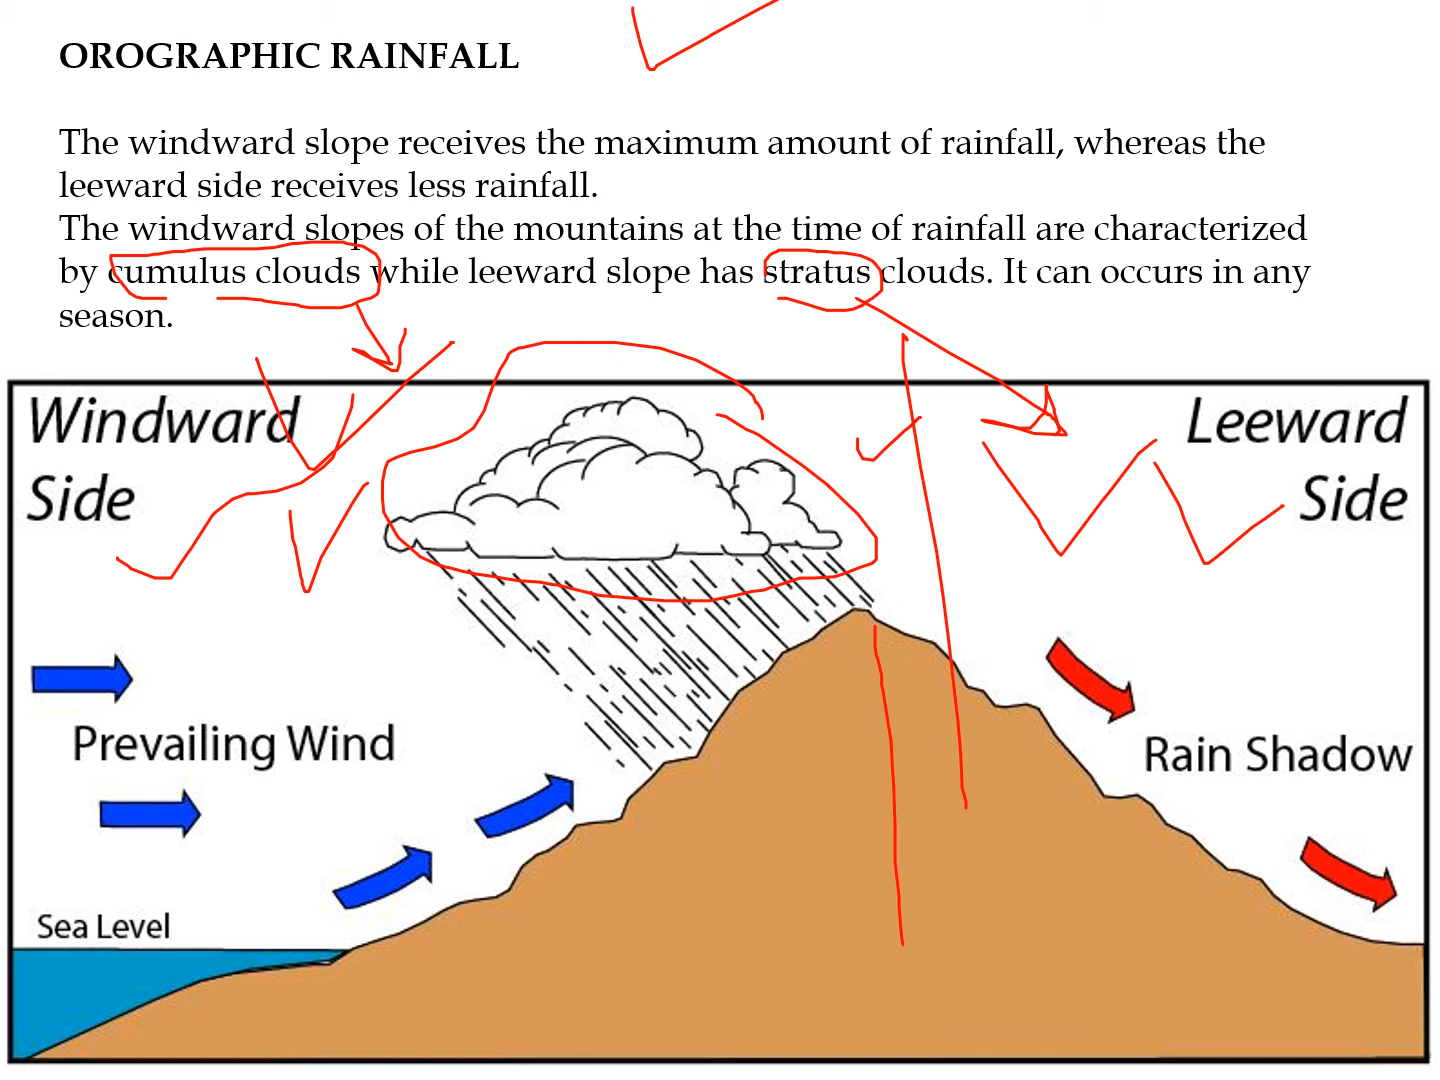 OROGRAPHIC RAINFALL
The windward slope receives the maximum amount of rainfall, whereas the
leeward side receives less rainfall.
The windward slopes of the mountains at the time of rainfall are characterized
by cumulus clouds while leeward slope has stratus clouds. It can occurs in any
season.
Windward
Side
Leeward
Side
Prevailing Wind
Rain Shadow
Sea Level